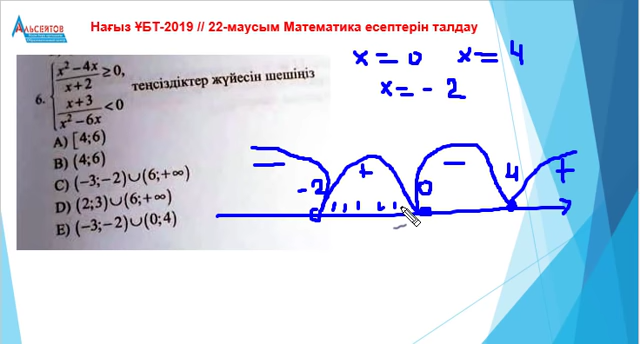 АЛЬСЕИТОВ
Нағыз ҰБТ-2019 // 22-маусым Математика есептерін талдау
6. { (x² − 4x)/(x + 2) ≥ 0,
(x + 3)/(x² − 6x) < 0 теңсіздіктер жүйесін шешіңіз
A) [4;6)
B) (4;6)
C) (−3;−2)∪(6;+∞)
D) (2;3)∪(6;+∞)
E) (−3;−2)∪(0;4)
x = 0 x = 4
x = - 2
− + − +
-2 0 4